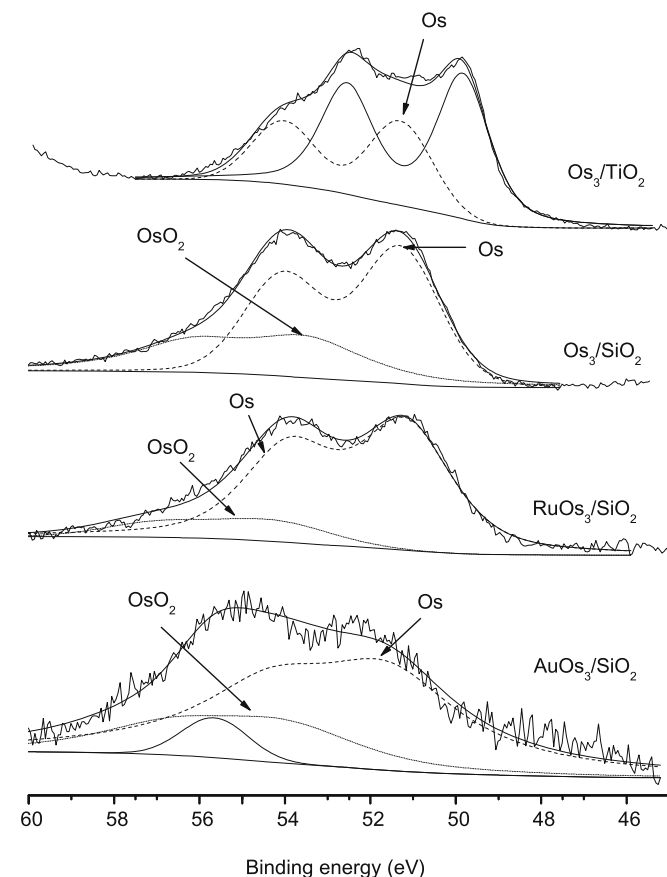 Os
Os3/TiO2
OsO2
Os
Os3/SiO2
Os
OsO2
RuOs3/SiO2
OsO2
Os
AuOs3/SiO2
60 58 56 54 52 50 48 46
Binding energy (eV)